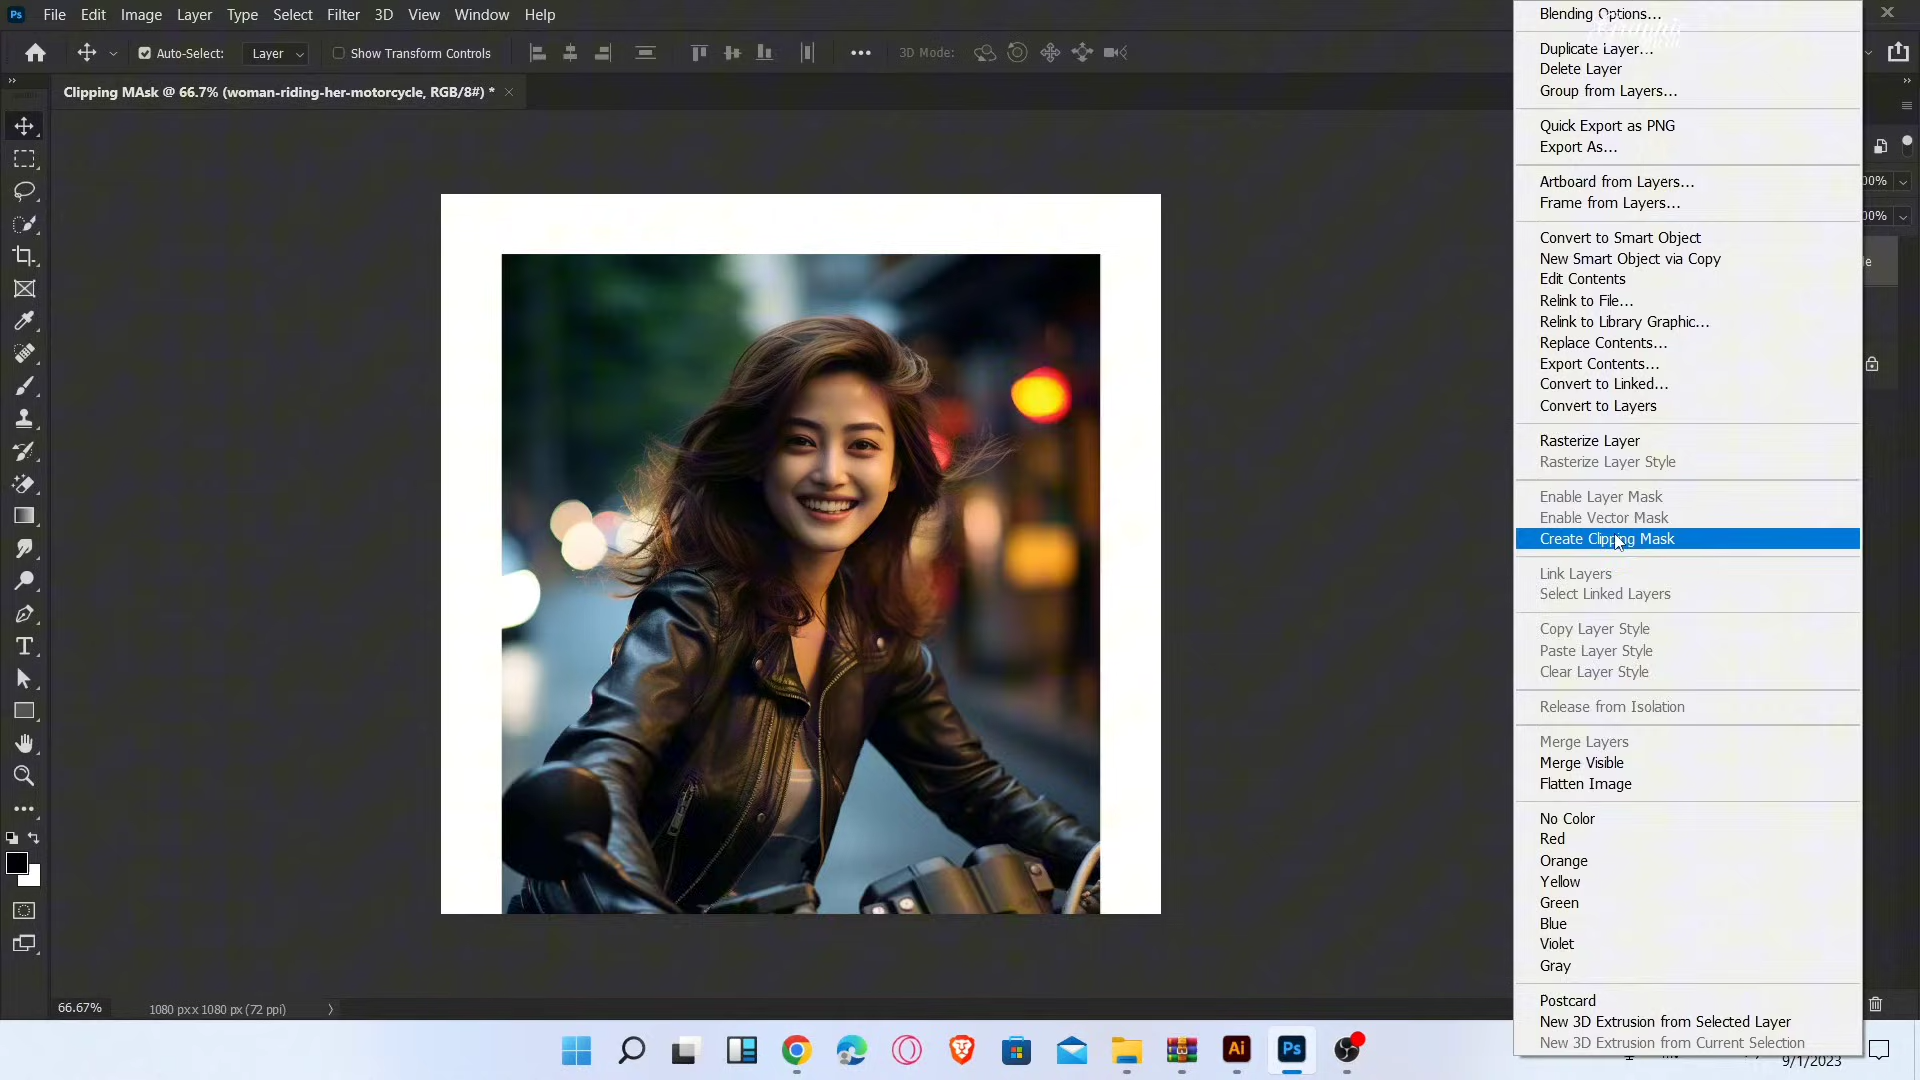 Ps File Edit Image Layer Type Select Filter 3D View Window Help
Auto-Select: Layer Show Transform Controls 3D Mode:
Clipping MAsk @ 66.7% (woman-riding-her-motorcycle, RGB/8#) *
Blending Options...
Duplicate Layer...
Delete Layer
Group from Layers...
Quick Export as PNG
Export As...
Artboard from Layers...
Frame from Layers...
Convert to Smart Object
New Smart Object via Copy
Edit Contents
Relink to File...
Relink to Library Graphic...
Replace Contents...
Export Contents...
Convert to Linked...
Convert to Layers
Rasterize Layer
Rasterize Layer Style
Enable Layer Mask
Enable Vector Mask
Create Clipping Mask
Link Layers
Select Linked Layers
Copy Layer Style
Paste Layer Style
Clear Layer Style
Release from Isolation
Merge Layers
Merge Visible
Flatten Image
No Color
Red
Orange
Yellow
Green
Blue
Violet
Gray
Postcard
New 3D Extrusion from Selected Layer
New 3D Extrusion from Current Selection
66.67% 1080 px x 1080 px (72 ppi)
Ai Ps
9/1/2023